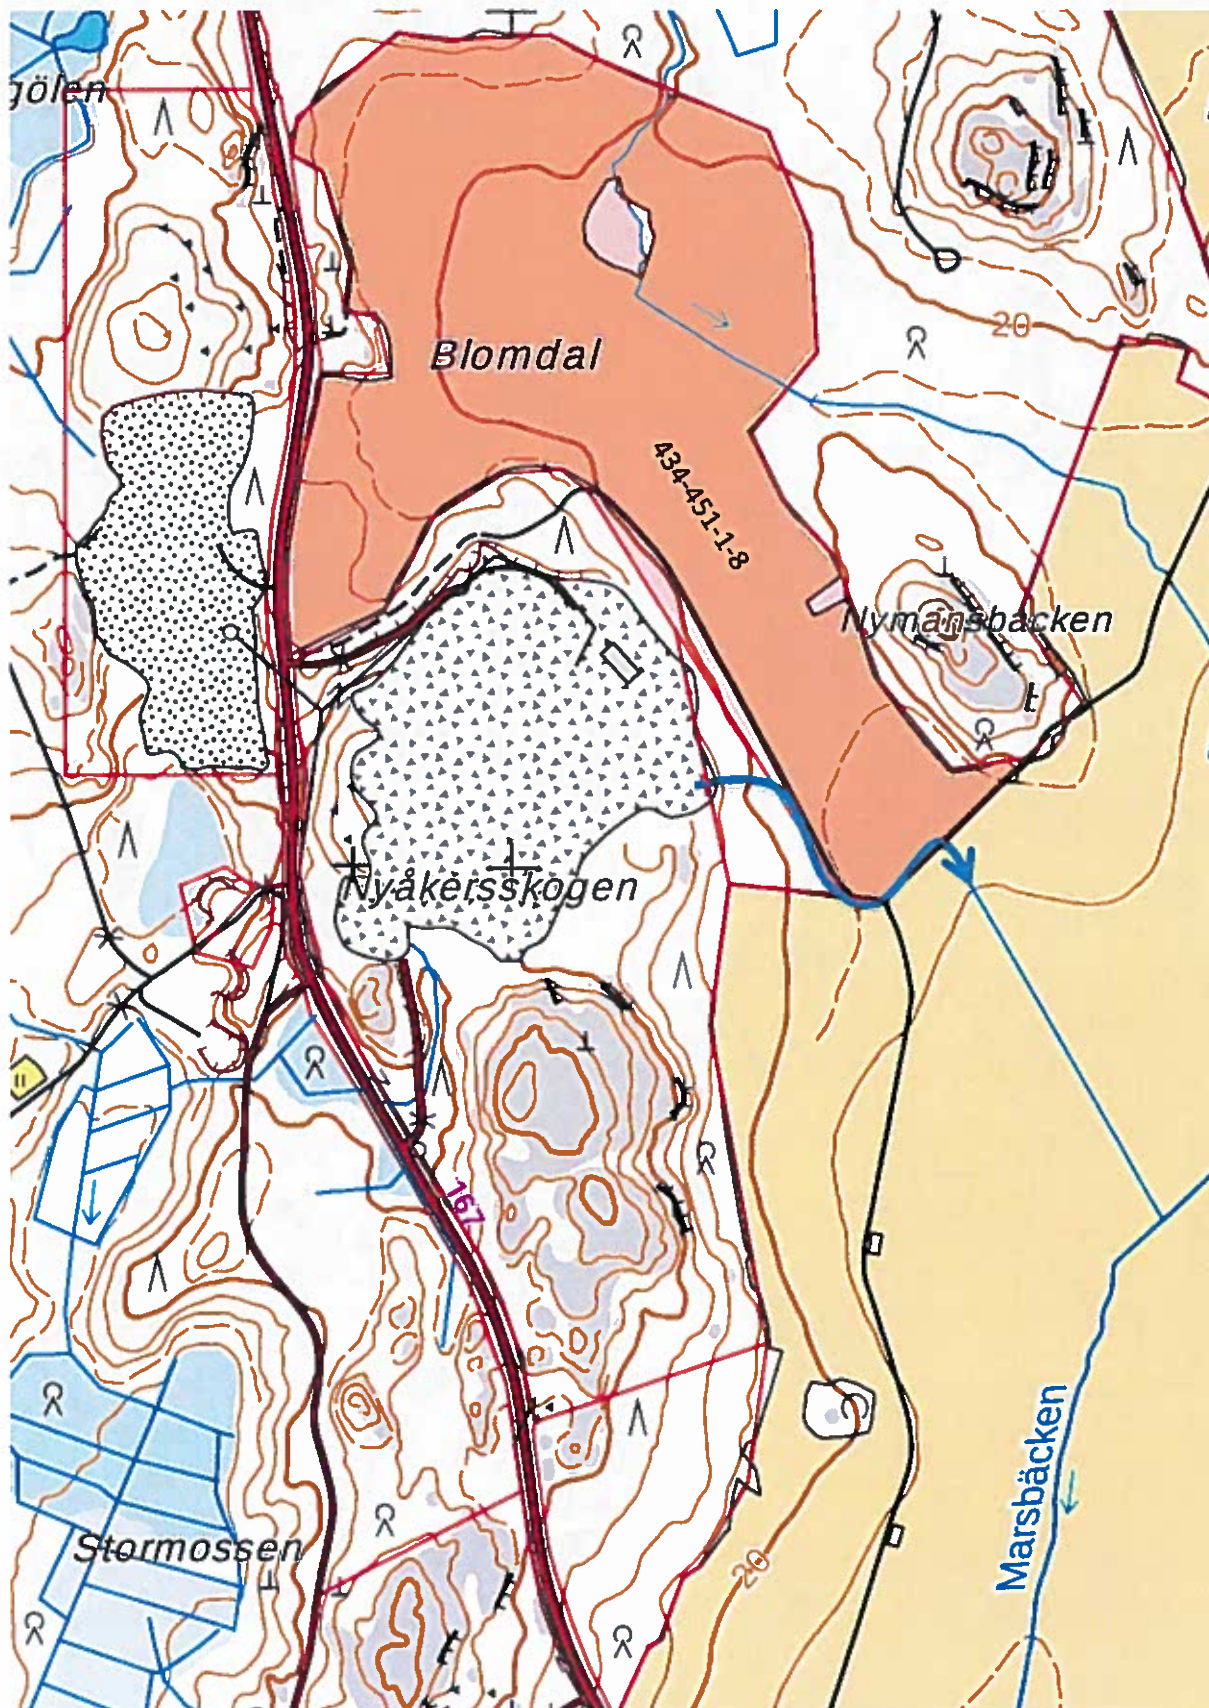 gölen
20
Blomdal
434-451-1-8
Nymansbacken
Nyåkersskogen
167
Marsbäcken
Stormossen
20